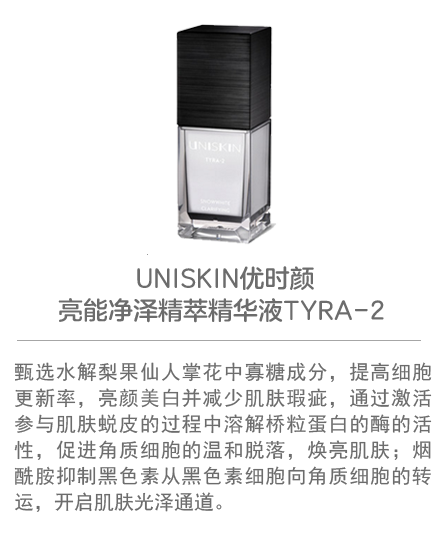 UNISKIN
TYRA-2
UNISKIN优时颜
亮能净泽精萃精华液TYRA-2
甄选水解梨果仙人掌花中寡糖成分，提高细胞
更新率，亮颜美白并减少肌肤瑕疵，通过激活
参与肌肤蜕皮的过程中溶解桥粒蛋白的酶的活
性，促进角质细胞的温和脱落，焕亮肌肤；烟
酰胺抑制黑色素从黑色素细胞向角质细胞的转
运，开启肌肤光泽通道。